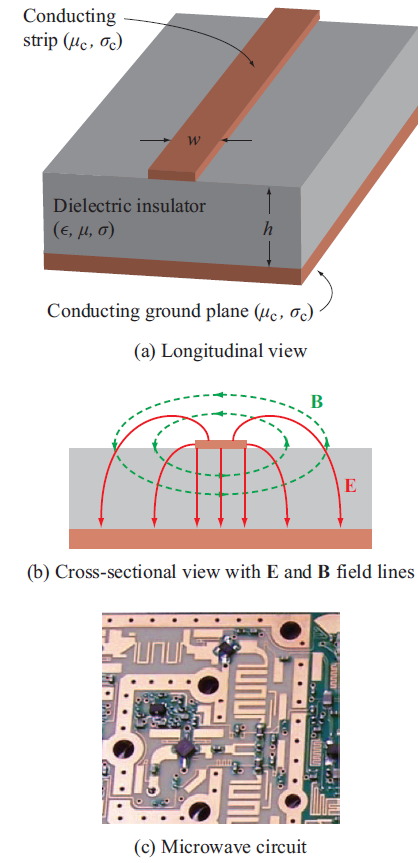 Conducting
strip (μc, σc)
w
Dielectric insulator
(ϵ, μ, σ)
h
Conducting ground plane (μc, σc)
(a) Longitudinal view
B
E
(b) Cross-sectional view with E and B field lines
(c) Microwave circuit